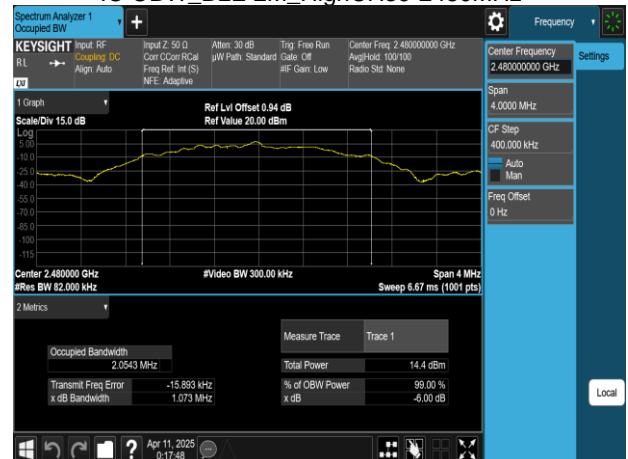 Spectrum Analyzer 1
Occupied BW
Frequency
KEYSIGHT
RL
LXI
Input: RF
Coupling: DC
Align: Auto
Input Z: 50 Ω
Corr CCorr RCal
Freq Ref: Int (S)
NFE: Adaptive
Atten: 30 dB
µW Path: Standard
Trig: Free Run
Gate: Off
#IF Gain: Low
Center Freq: 2.480000000 GHz
Avg|Hold: 100/100
Radio Std: None
Center Frequency
2.480000000 GHz
Settings
Span
4.0000 MHz
CF Step
400.000 kHz
Auto
Man
Freq Offset
0 Hz
1 Graph
Scale/Div 15.0 dB
Ref Lvl Offset 0.94 dB
Ref Value 20.00 dBm
Log
5.00
-10.0
-25.0
-40.0
-55.0
-70.0
-85.0
-100
-115
Center 2.480000 GHz
#Res BW 82.000 kHz
#Video BW 300.00 kHz
Span 4 MHz
Sweep 6.67 ms (1001 pts)
2 Metrics
Measure Trace
Trace 1
Occupied Bandwidth
2.0543 MHz
Total Power
14.4 dBm
Transmit Freq Error
-15.893 kHz
% of OBW Power
99.00 %
x dB Bandwidth
1.073 MHz
x dB
-6.00 dB
Local
Apr 11, 2025
0:17:48